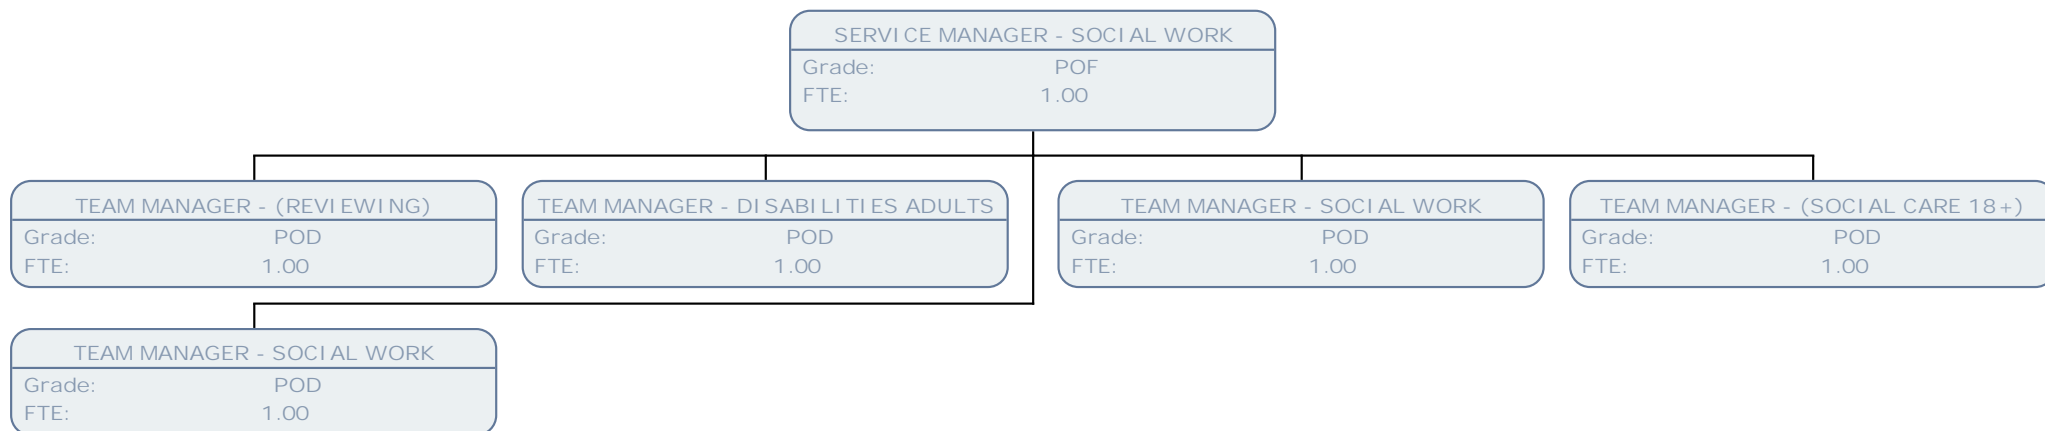 SERVICE MANAGER - SOCIAL WORK
Grade: POF
FTE: 1.00
TEAM MANAGER - (REVIEWING)
Grade: POD
FTE: 1.00
TEAM MANAGER - DISABILITIES ADULTS
Grade: POD
FTE: 1.00
TEAM MANAGER - SOCIAL WORK
Grade: POD
FTE: 1.00
TEAM MANAGER - (SOCIAL CARE 18+)
Grade: POD
FTE: 1.00
TEAM MANAGER - SOCIAL WORK
Grade: POD
FTE: 1.00